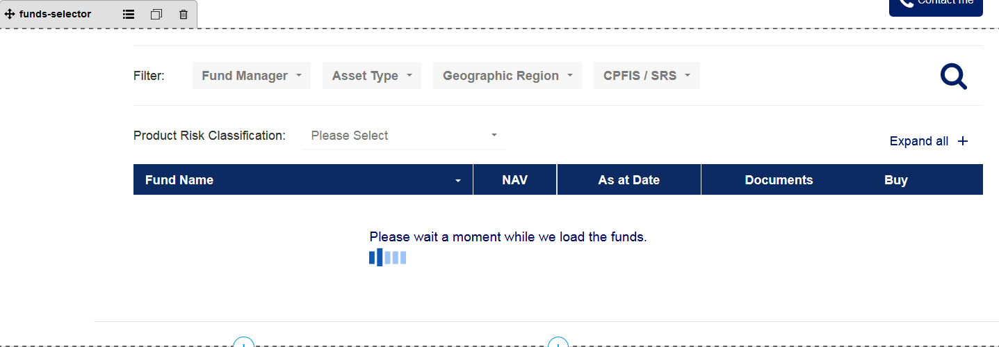 funds-selector
Contact me
Filter: Fund Manager Asset Type Geographic Region CPFIS / SRS
Product Risk Classification: Please Select
Expand all +
Fund Name NAV As at Date Documents Buy
Please wait a moment while we load the funds.